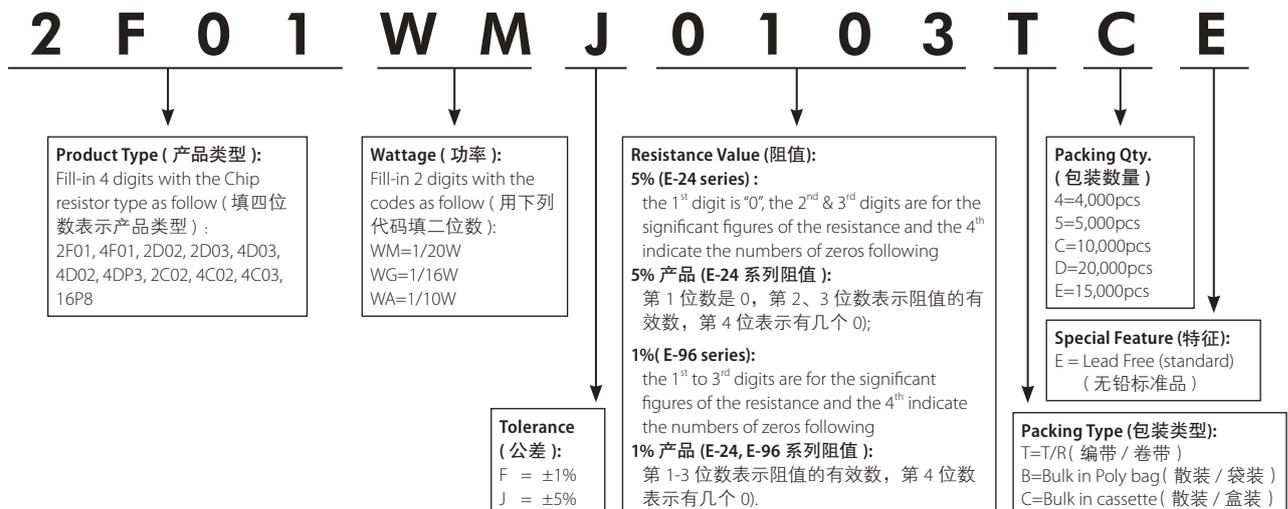 2 F 0 1 W M J 0 1 0 3 T C E
Product Type ( 产品类型 ):
Fill-in 4 digits with the Chip
resistor type as follow ( 填四位
数表示产品类型 ) :
2F01, 4F01, 2D02, 2D03, 4D03,
4D02, 4DP3, 2C02, 4C02, 4C03,
16P8
Wattage ( 功率 ):
Fill-in 2 digits with the
codes as follow ( 用下列
代码填二位数 ):
WM=1/20W
WG=1/16W
WA=1/10W
Tolerance
( 公差 ):
F = ±1%
J = ±5%
Resistance Value (阻值):
5% (E-24 series) :
the 1st digit is “0”, the 2nd & 3rd digits are for the
significant figures of the resistance and the 4th
indicate the numbers of zeros following
5% 产品 (E-24 系列阻值 ):
第 1 位数是 0，第 2、3 位数表示阻值的有
效数，第 4 位表示有几个 0);
1%( E-96 series):
the 1st to 3rd digits are for the significant
figures of the resistance and the 4th indicate
the numbers of zeros following
1% 产品 (E-24, E-96 系列阻值 ):
第 1-3 位数表示阻值的有效数，第 4 位数
表示有几个 0).
Packing Qty.
( 包装数量 )
4=4,000pcs
5=5,000pcs
C=10,000pcs
D=20,000pcs
E=15,000pcs
Special Feature (特征):
E = Lead Free (standard)
( 无铅标准品 )
Packing Type (包装类型):
T=T/R( 编带 / 卷带 )
B=Bulk in Poly bag( 散装 / 袋装 )
C=Bulk in cassette( 散装 / 盒装 )